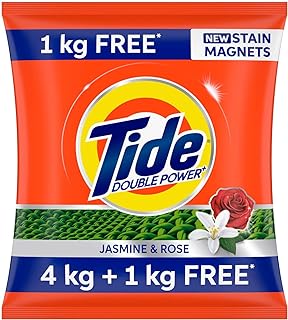 1 kg FREE*
NEW STAIN
MAGNETS
Tide
DOUBLE POWER+
JASMINE & ROSE
4 kg + 1 kg FREE*